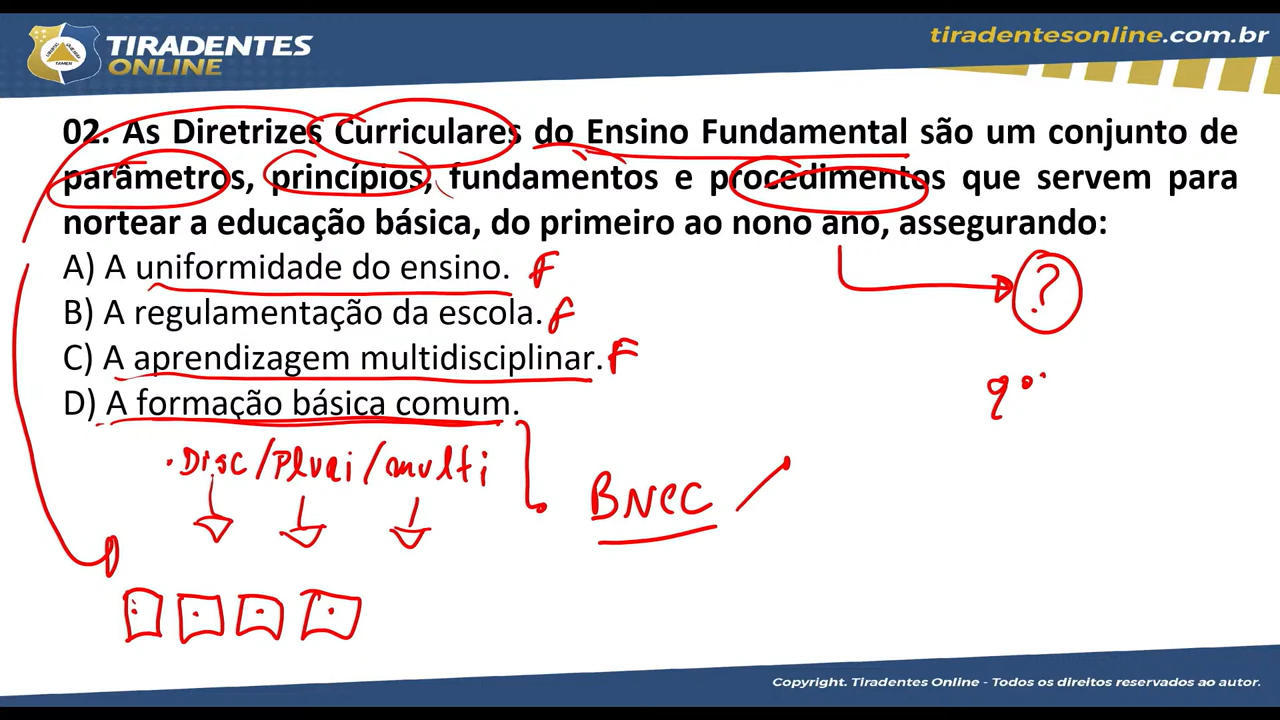 TIRADENTES
ONLINE
tiradentesonline.com.br
02. As Diretrizes Curriculares do Ensino Fundamental são um conjunto de
parâmetros, princípios, fundamentos e procedimentos que servem para
nortear a educação básica, do primeiro ao nono ano, assegurando:
A) A uniformidade do ensino. F
B) A regulamentação da escola. F
C) A aprendizagem multidisciplinar. F
D) A formação básica comum.
?
• Disc/Pluri/multi
BNCC
Copyright. Tiradentes Online - Todos os direitos reservados ao autor.